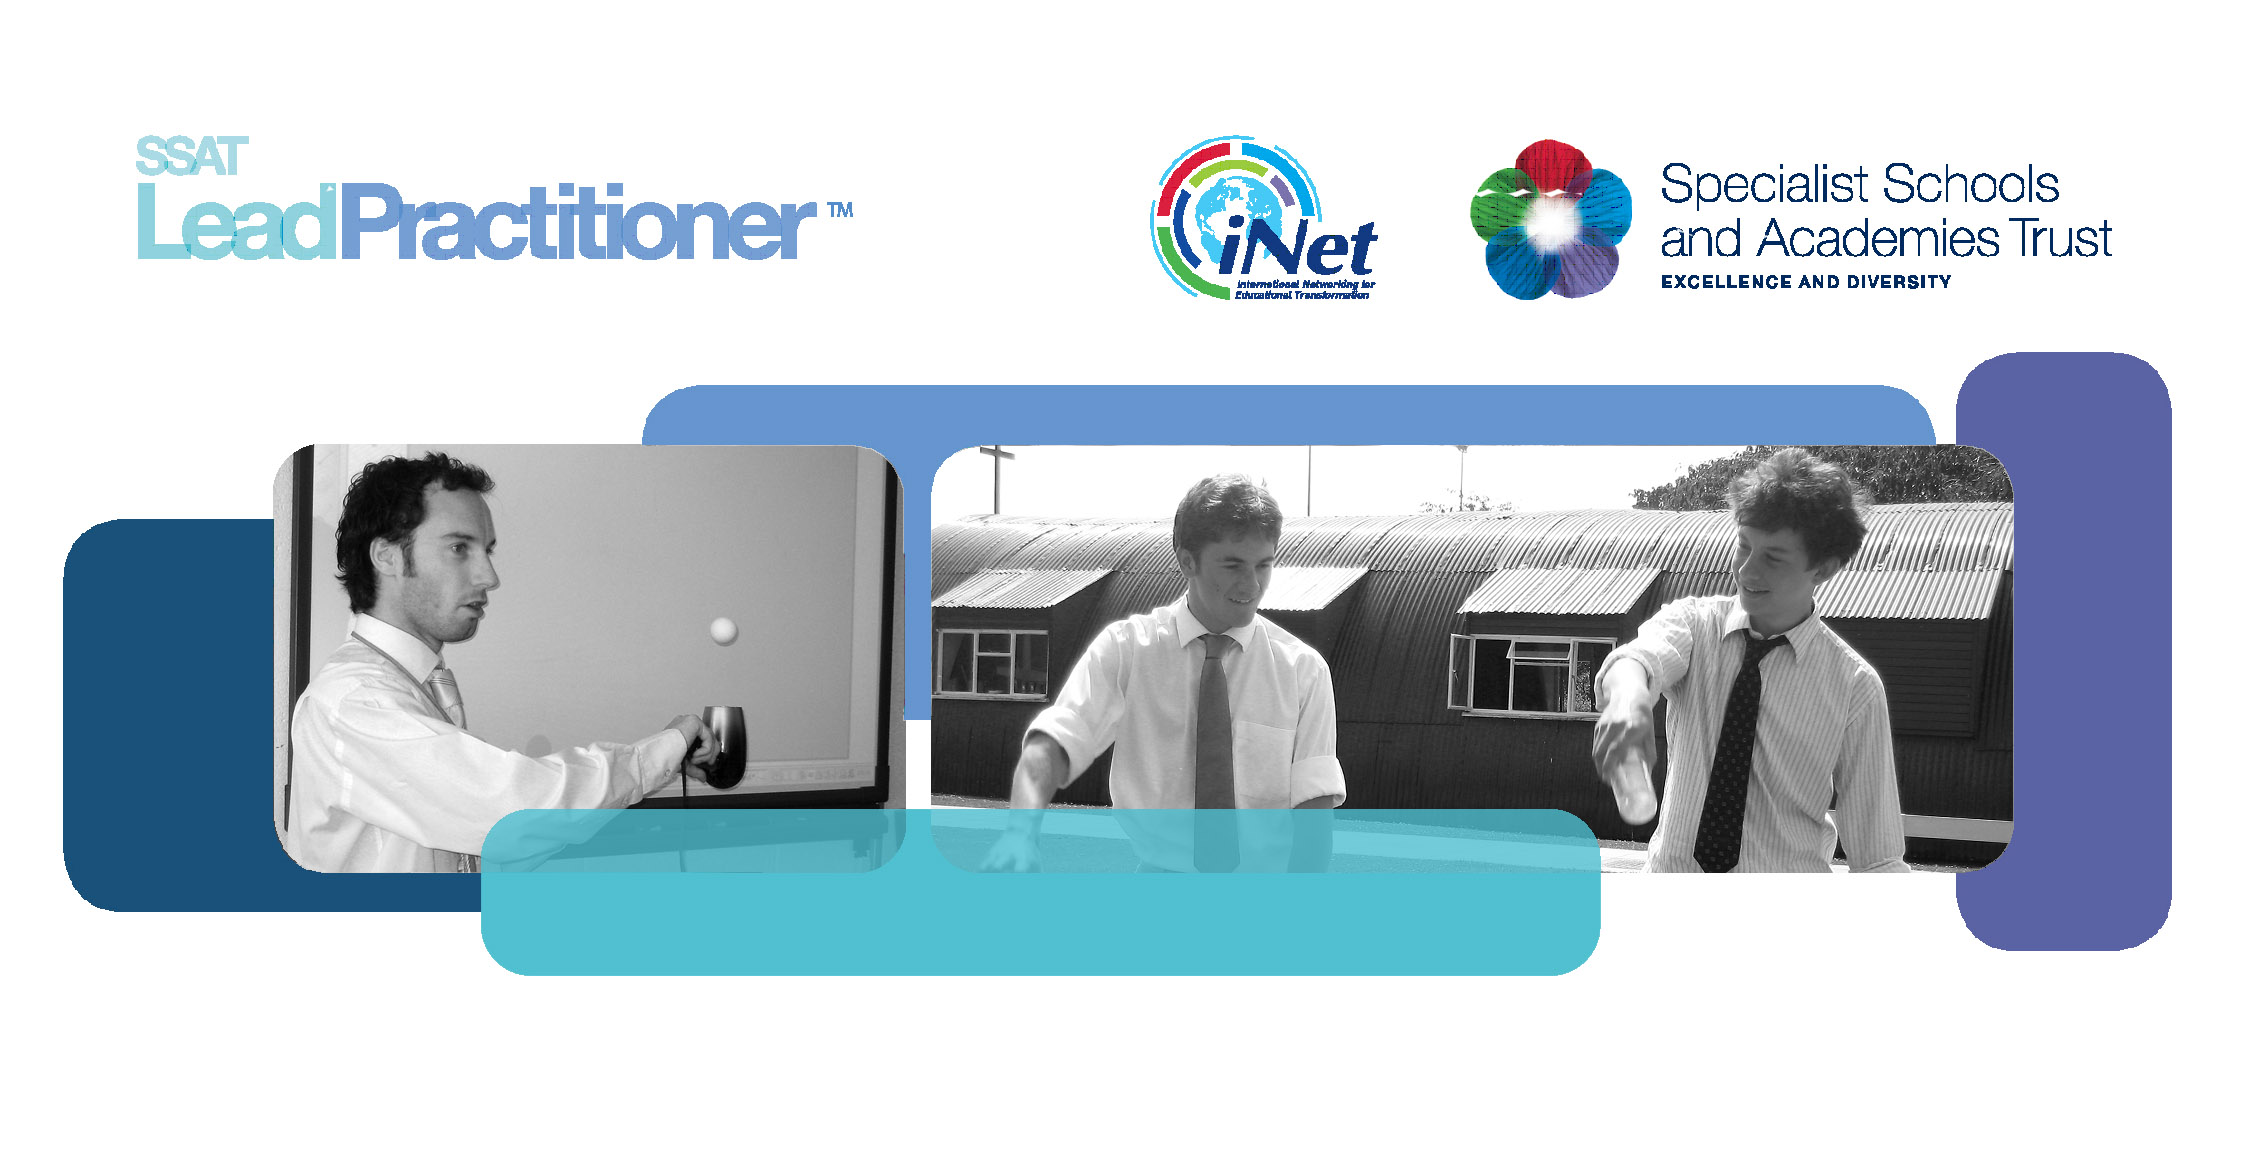 SSAT
LeadPractitioner™
iNet
International Networking for
Educational Transformation
Specialist Schools
and Academies Trust
EXCELLENCE AND DIVERSITY